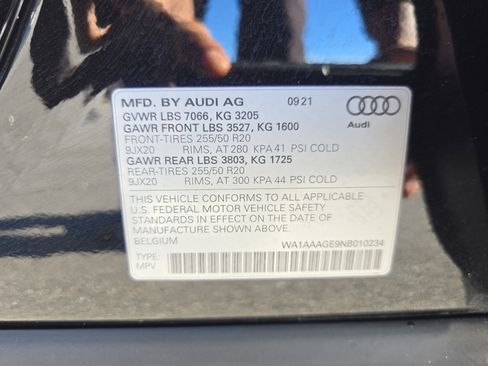 MFD. BY AUDI AG 09 21
GVWR LBS 7066, KG 3205
GAWR FRONT LBS 3527, KG 1600
FRONT-TIRES 255/50 R20
9JX20 RIMS, AT 280 KPA 41 PSI COLD
GAWR REAR LBS 3803, KG 1725
REAR-TIRES 255/50 R20
9JX20 RIMS, AT 300 KPA 44 PSI COLD
Audi
THIS VEHICLE CONFORMS TO ALL APPLICABLE
U.S. FEDERAL MOTOR VEHICLE SAFETY
STANDARDS IN EFFECT ON THE DATE OF
MANUFACTURE SHOWN ABOVE.
BELGIUM WA1AAAGE9NB010234
TYPE:
MPV